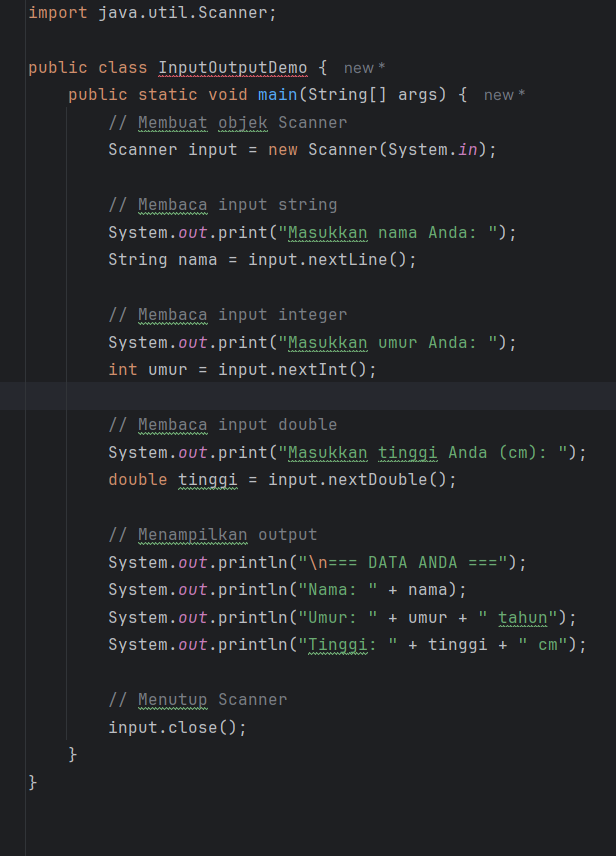 import java.util.Scanner;
public class InputOutputDemo {  new *
public static void main(String[] args) {  new *
// Membuat objek Scanner
Scanner input = new Scanner(System.in);
// Membaca input string
System.out.print("Masukkan nama Anda: ");
String nama = input.nextLine();
// Membaca input integer
System.out.print("Masukkan umur Anda: ");
int umur = input.nextInt();
// Membaca input double
System.out.print("Masukkan tinggi Anda (cm): ");
double tinggi = input.nextDouble();
// Menampilkan output
System.out.println("\n=== DATA ANDA ===");
System.out.println("Nama: " + nama);
System.out.println("Umur: " + umur + " tahun");
System.out.println("Tinggi: " + tinggi + " cm");
// Menutup Scanner
input.close();
}
}